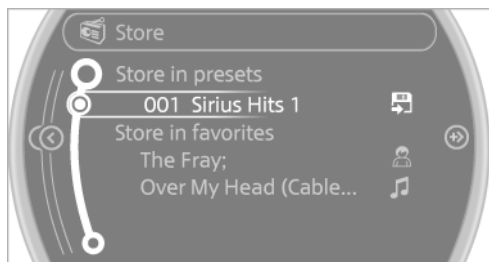 Store
Store in presets
001 Sirius Hits 1
Store in favorites
The Fray;
Over My Head (Cable...